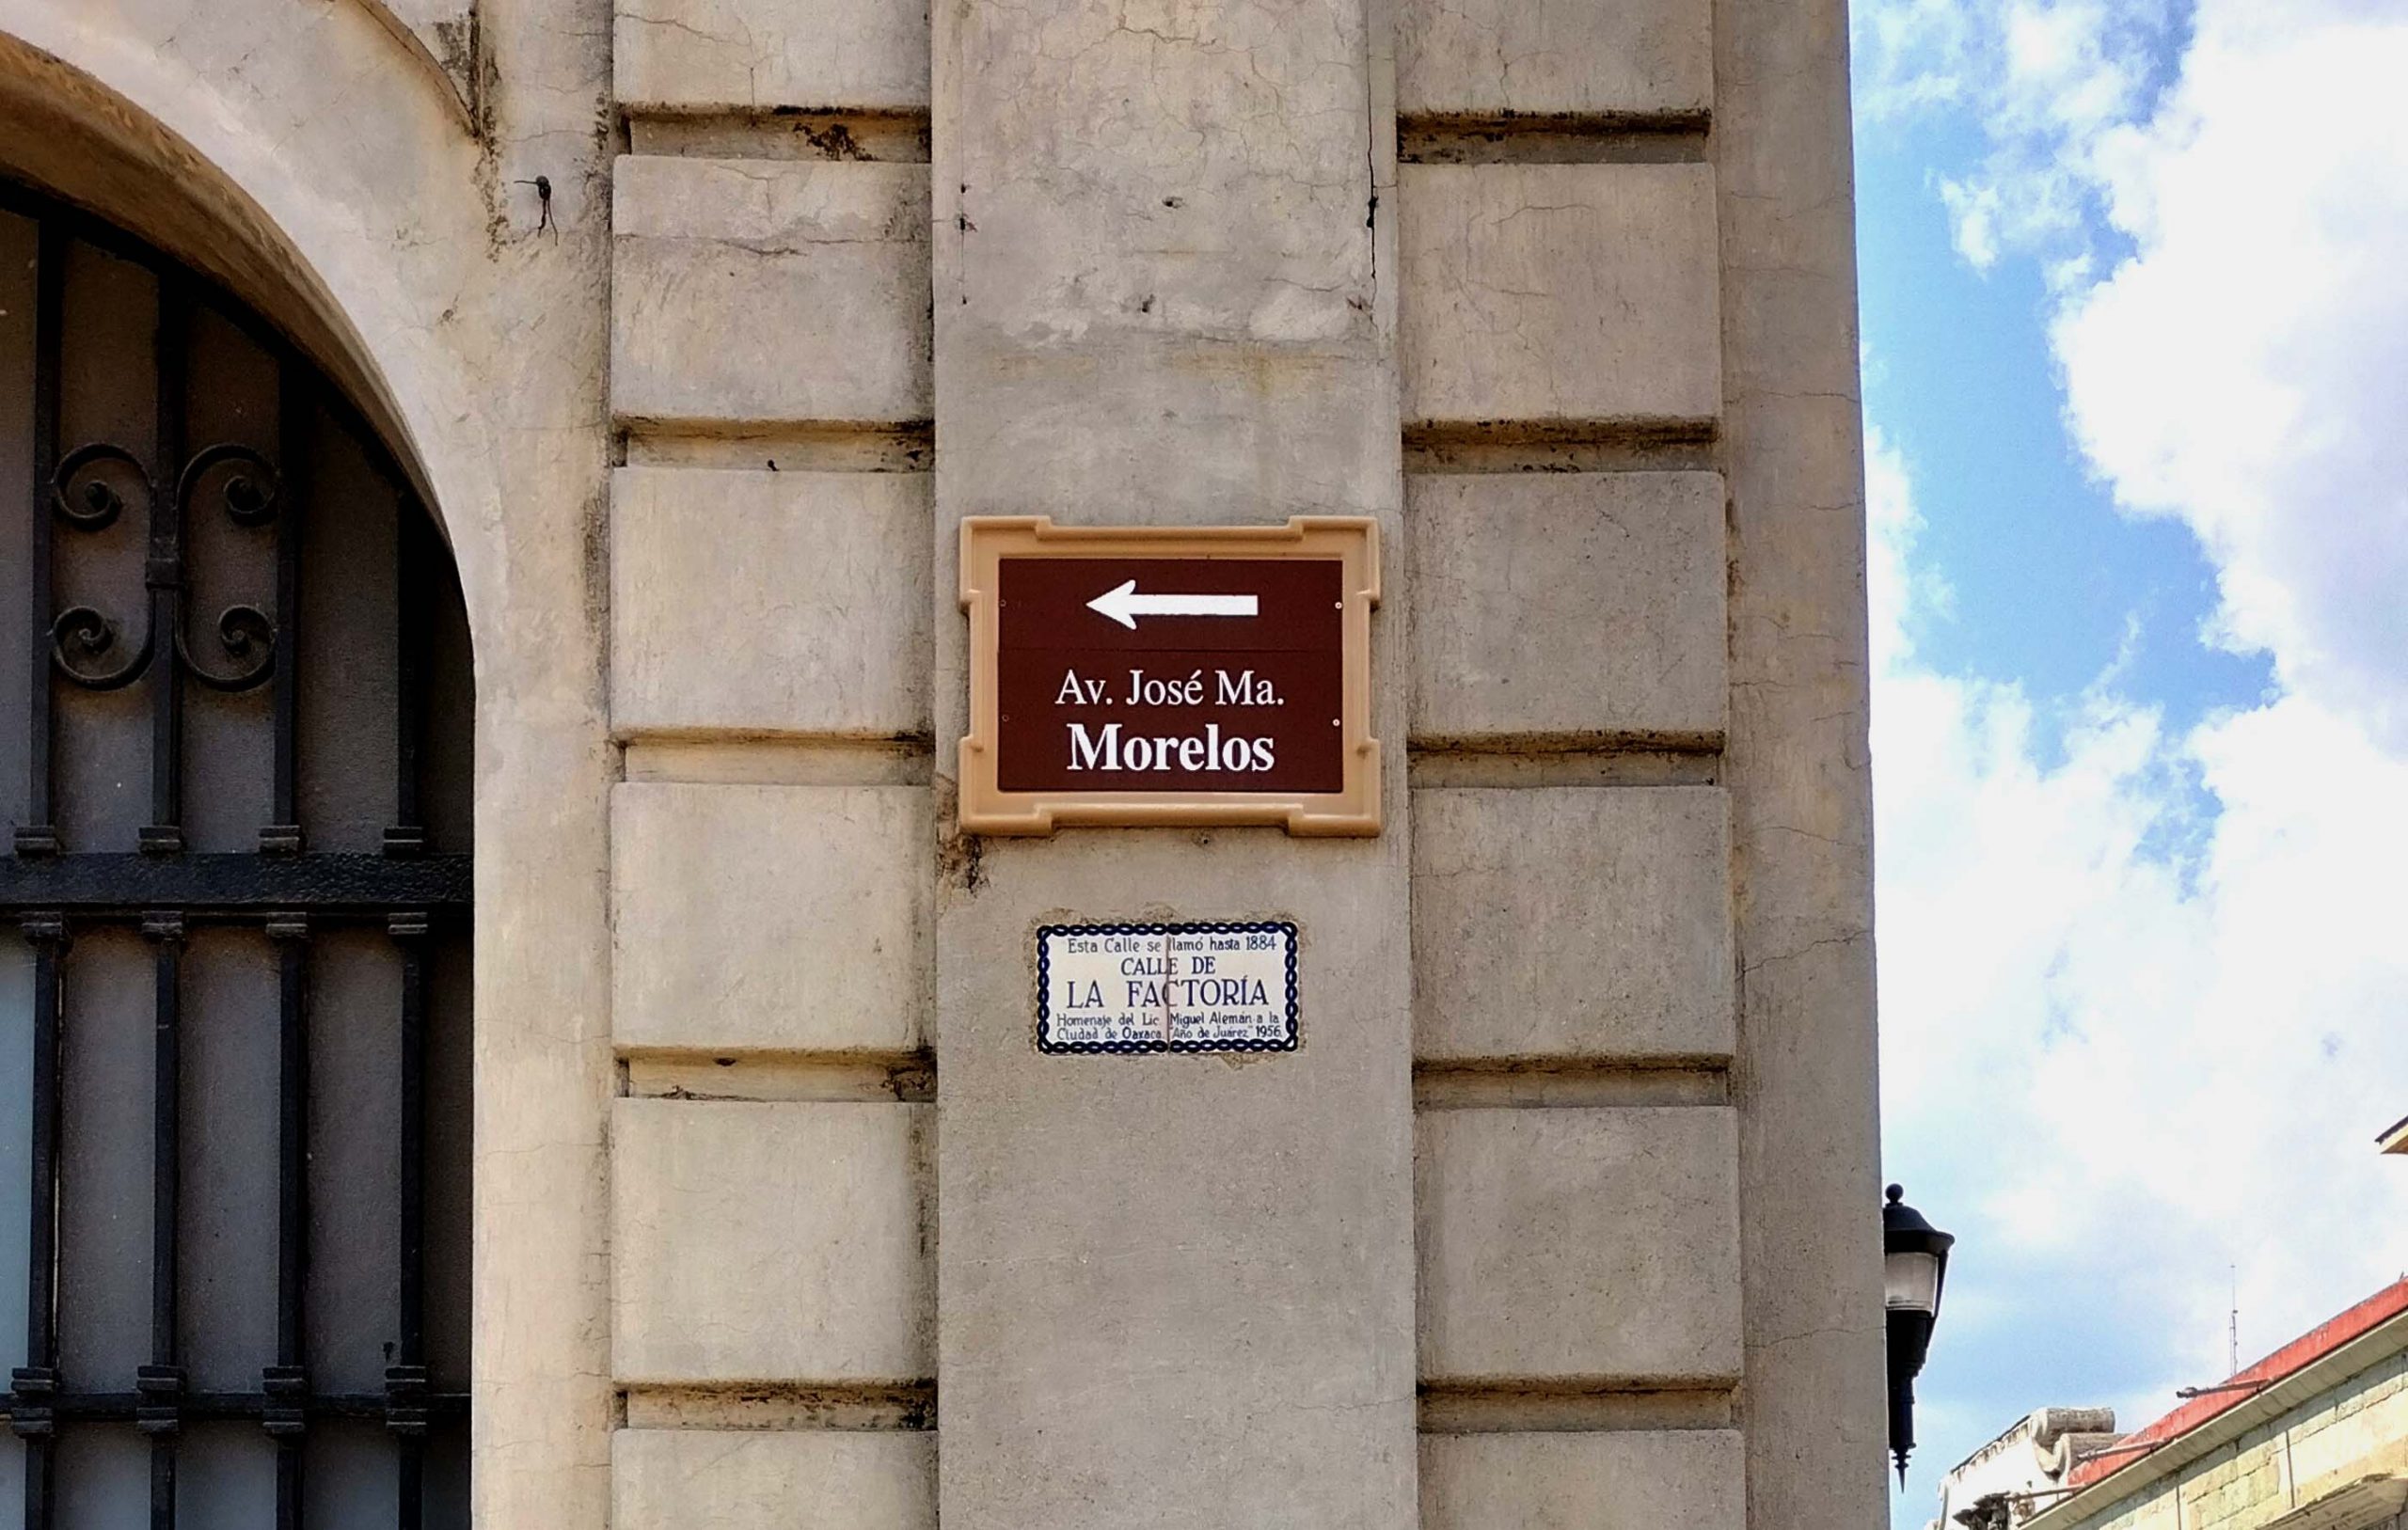 Av. José Ma.
Morelos
Esta Calle se llamó hasta 1884
CALLE DE
LA FACTORÍA
Homenaje del Lic. Miguel Alemán a la
Ciudad de Oaxaca "Año de Juárez" 1956